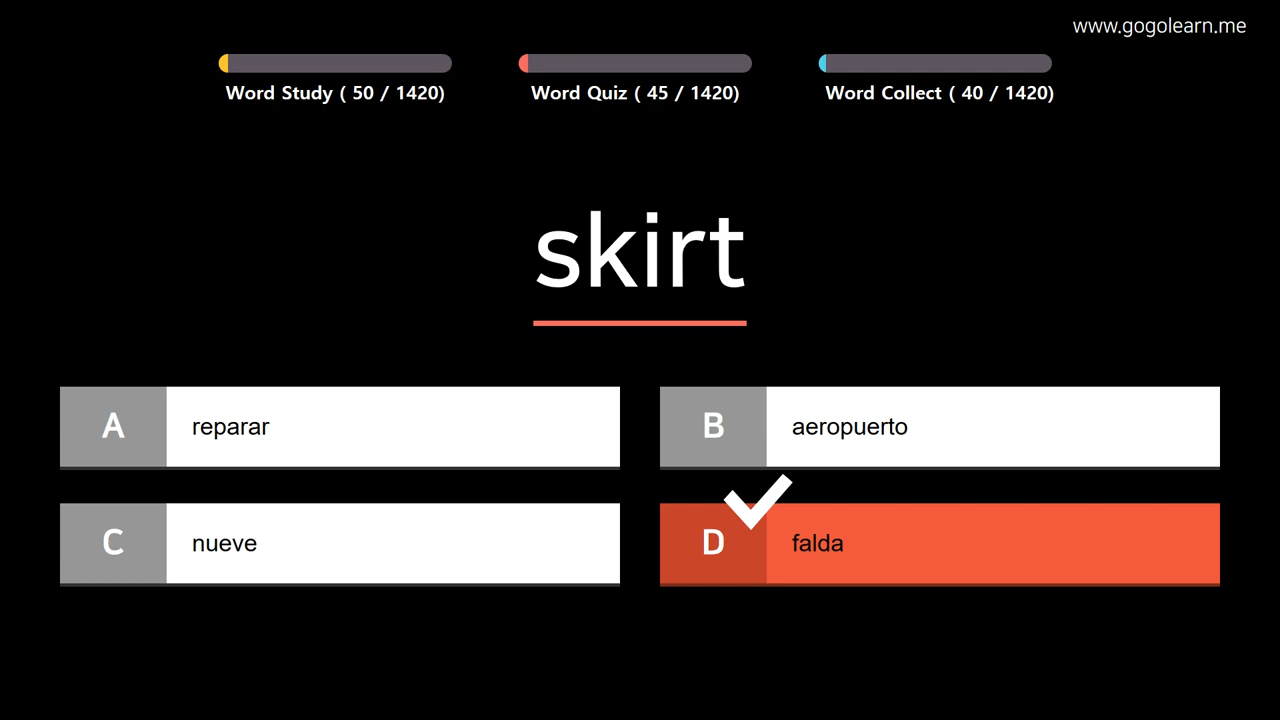 www.gogolearn.me
Word Study ( 50 / 1420)
Word Quiz ( 45 / 1420)
Word Collect ( 40 / 1420)
skirt
A reparar
B aeropuerto
C nueve
D falda